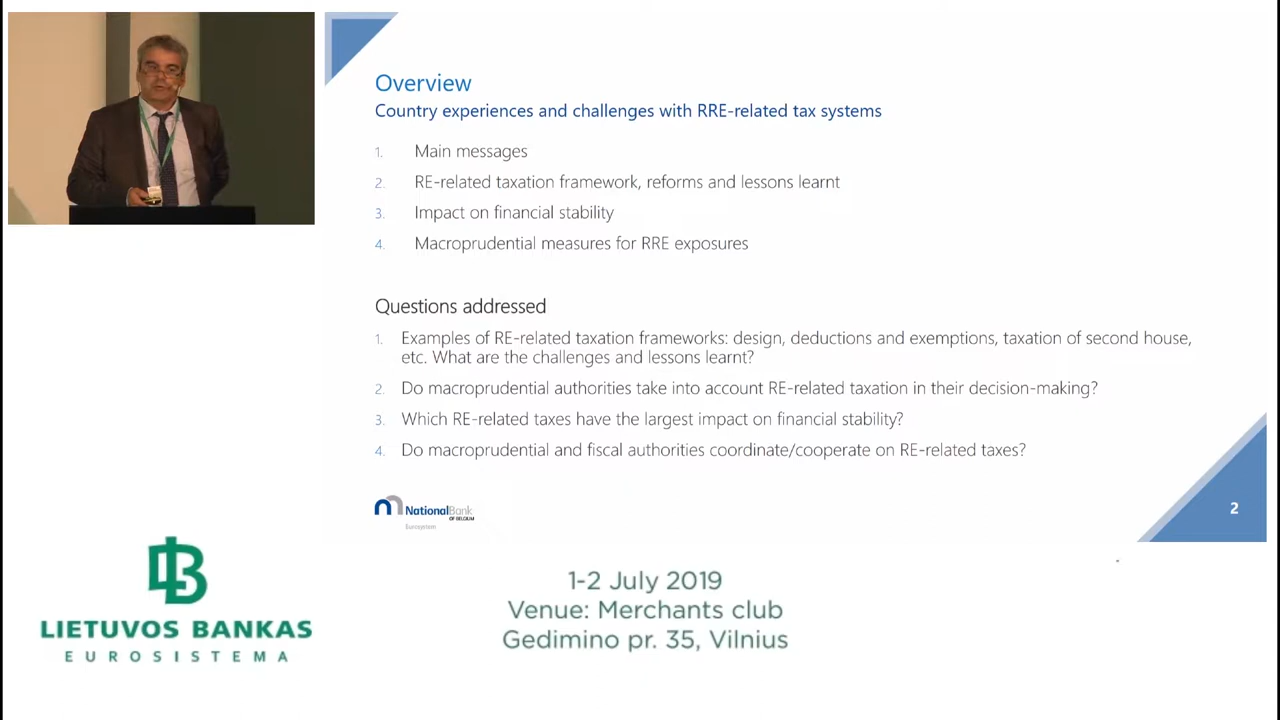 Overview
Country experiences and challenges with RRE-related tax systems
1. Main messages
2. RE-related taxation framework, reforms and lessons learnt
3. Impact on financial stability
4. Macroprudential measures for RRE exposures
Questions addressed
1. Examples of RE-related taxation frameworks: design, deductions and exemptions, taxation of second house,
etc. What are the challenges and lessons learnt?
2. Do macroprudential authorities take into account RE-related taxation in their decision-making?
3. Which RE-related taxes have the largest impact on financial stability?
4. Do macroprudential and fiscal authorities coordinate/cooperate on RE-related taxes?
NationalBank
OF BELGIUM
Eurosystem
2
LIETUVOS BANKAS
EUROSISTEMA
1-2 July 2019
Venue: Merchants club
Gedimino pr. 35, Vilnius